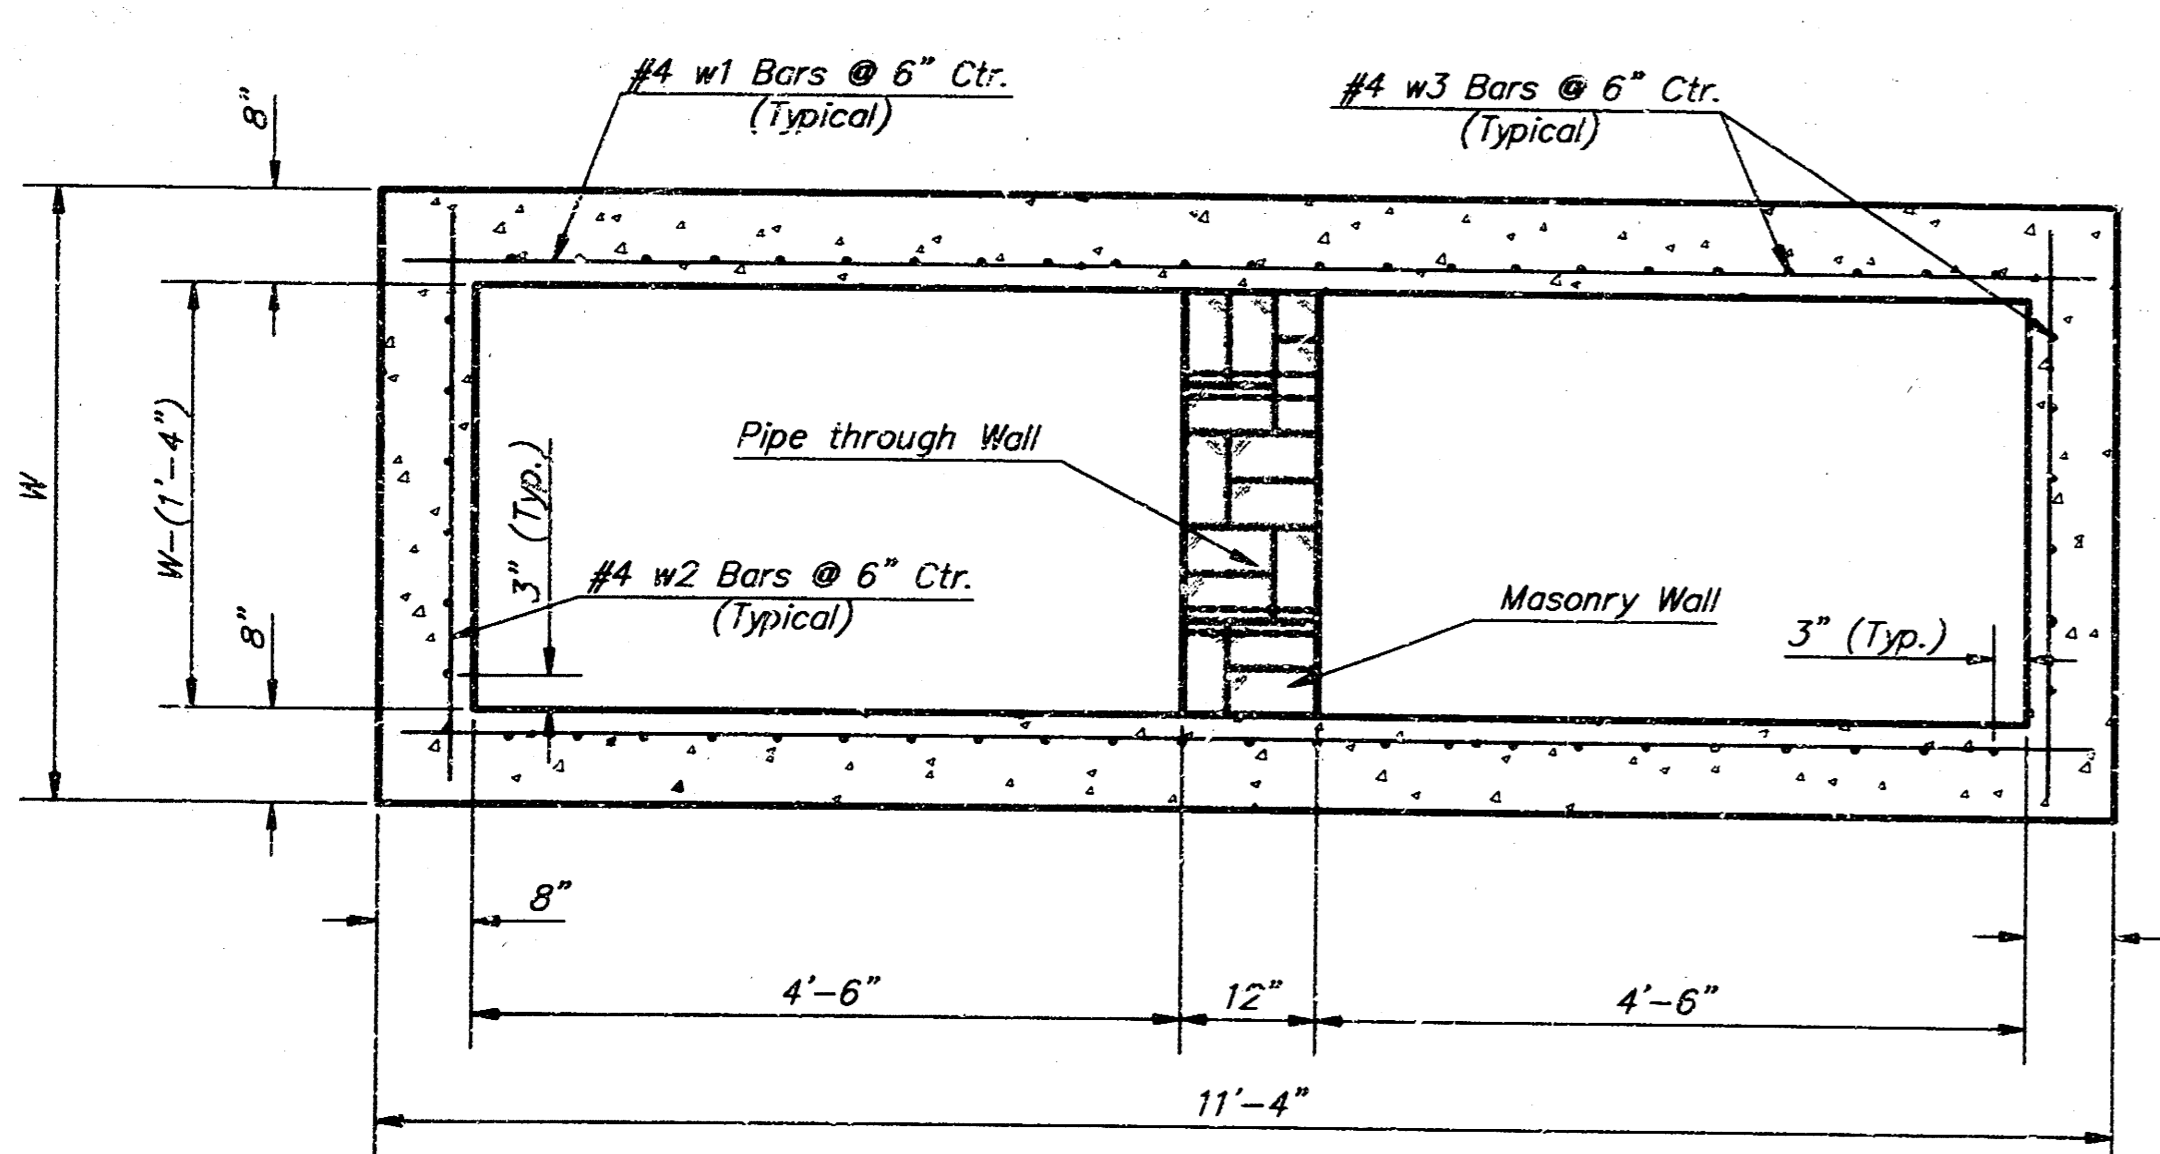 #4 w1 Bars @ 6" Ctr.
(Typical)
#4 w3 Bars @ 6" Ctr.
(Typical)
8"
W
W-(1'-4")
3" (Typ.)
Pipe through Wall
#4 w2 Bars @ 6" Ctr.
(Typical)
Masonry Wall
3" (Typ.)
8"
8"
4'-6"
12"
4'-6"
11'-4"